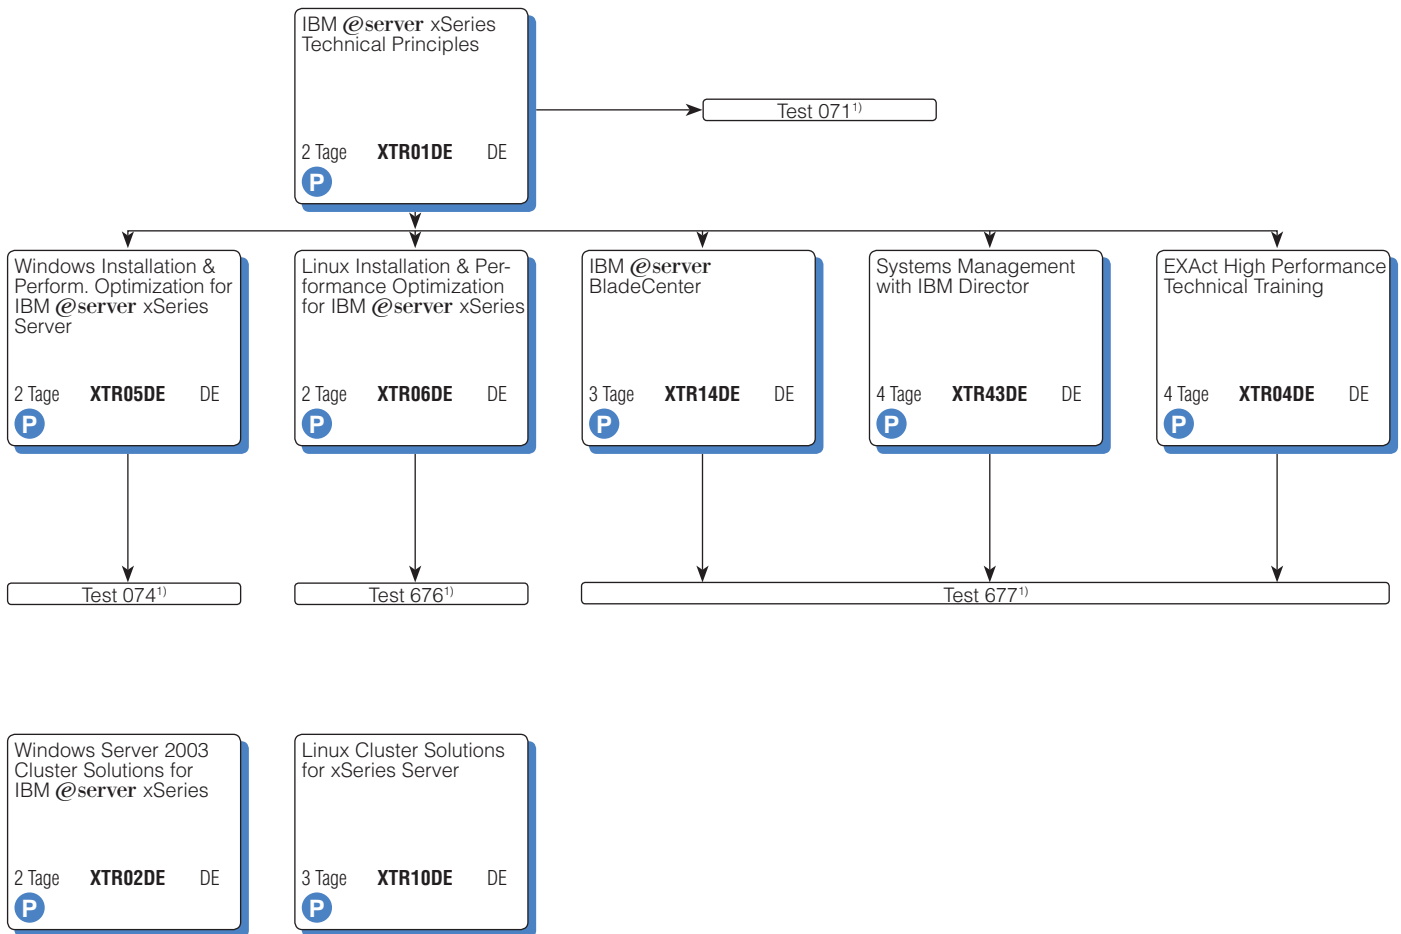 IBM @server xSeries
Technical Principles
2 Tage XTR01DE DE
P
Test 071¹⁾
Windows Installation &
Perform. Optimization for
IBM @server xSeries
Server
2 Tage XTR05DE DE
P
Linux Installation & Per-
formance Optimization
for IBM @server xSeries
2 Tage XTR06DE DE
P
IBM @server
BladeCenter
3 Tage XTR14DE DE
P
Systems Management
with IBM Director
4 Tage XTR43DE DE
P
EXAct High Performance
Technical Training
4 Tage XTR04DE DE
P
Test 074¹⁾
Test 676¹⁾
Test 677¹⁾
Windows Server 2003
Cluster Solutions for
IBM @server xSeries
2 Tage XTR02DE DE
P
Linux Cluster Solutions
for xSeries Server
3 Tage XTR10DE DE
P